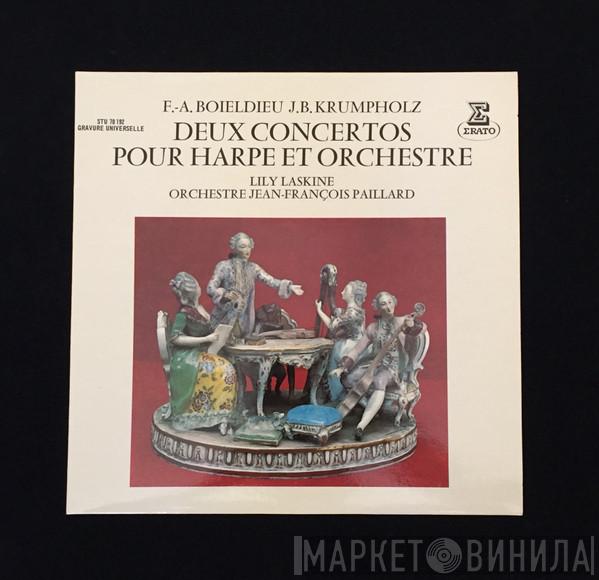 F.-A. BOIELDIEU J.B. KRUMPHOLZ
STU 70 192
GRAVURE UNIVERSELLE
DEUX CONCERTOS
POUR HARPE ET ORCHESTRE
ERATO
LILY LASKINE
ORCHESTRE JEAN-FRANÇOIS PAILLARD
МАРКЕТ ВИНИЛА